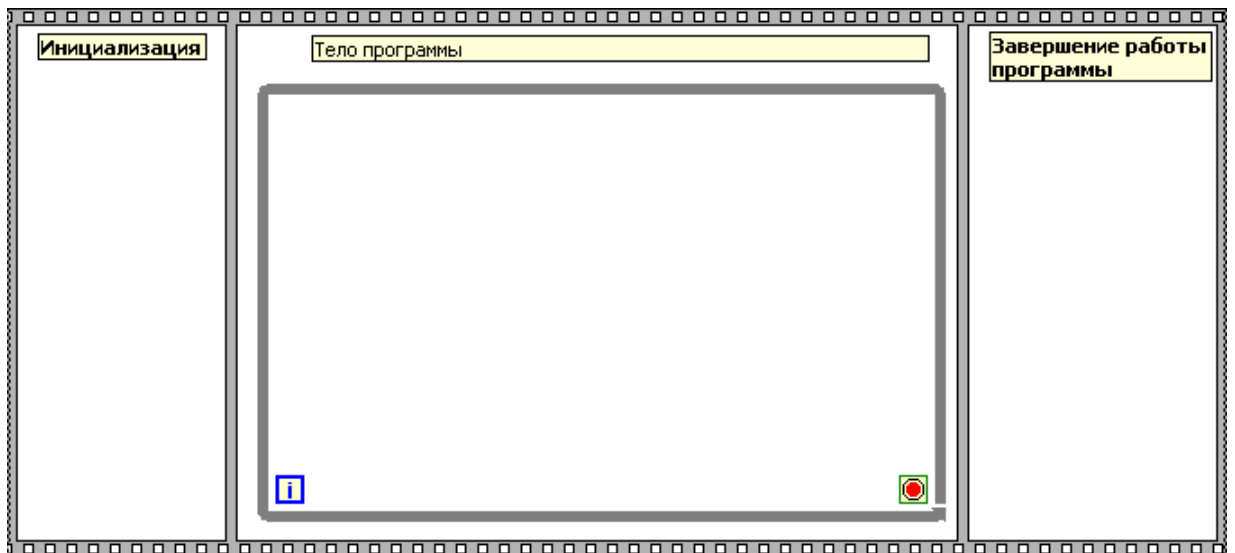 Инициализация
Тело программы
Завершение работы
программы
i